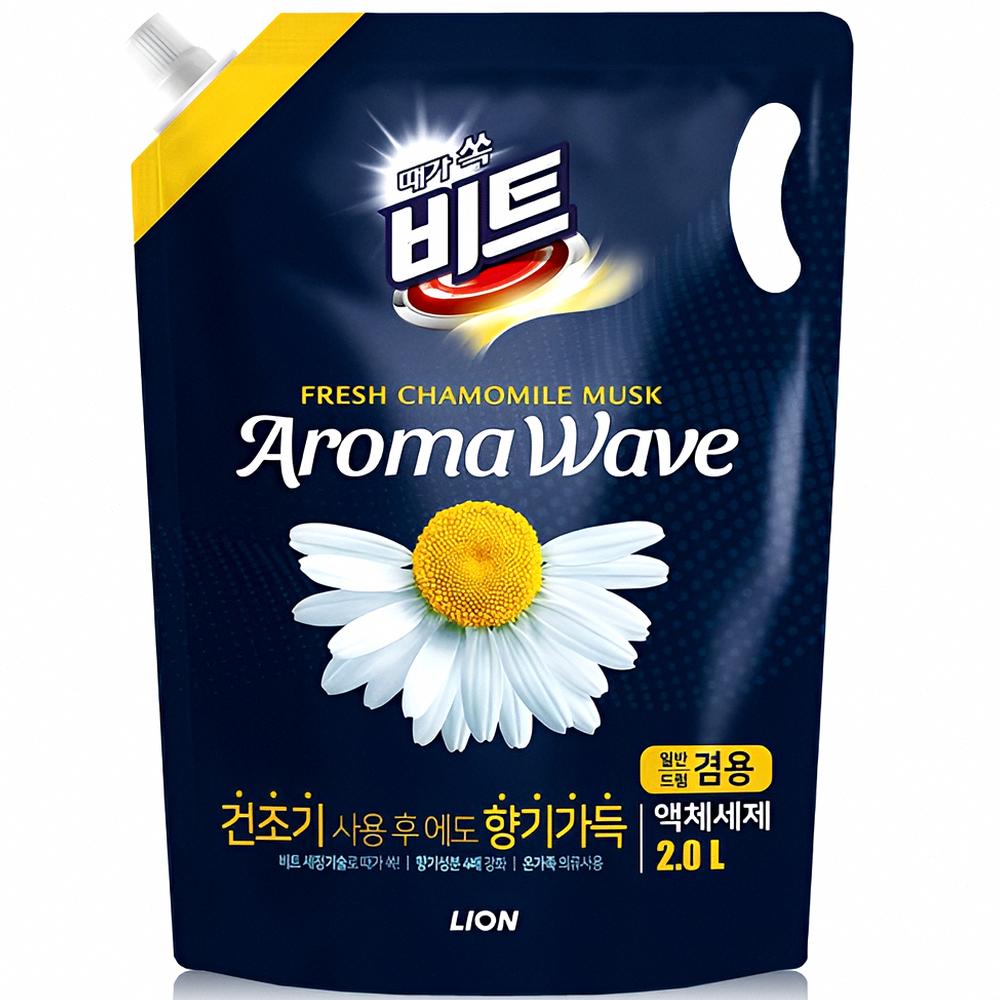 때가 쏙
비트
FRESH CHAMOMILE MUSK
Aroma Wave
일반
드럼 겸용
건조기 사용 후에도 향기가득
액체세제
2.0 L
비트 세정기술로 때가 쏙! | 향기성분 4배 강화 | 온가족 의류사용
LION